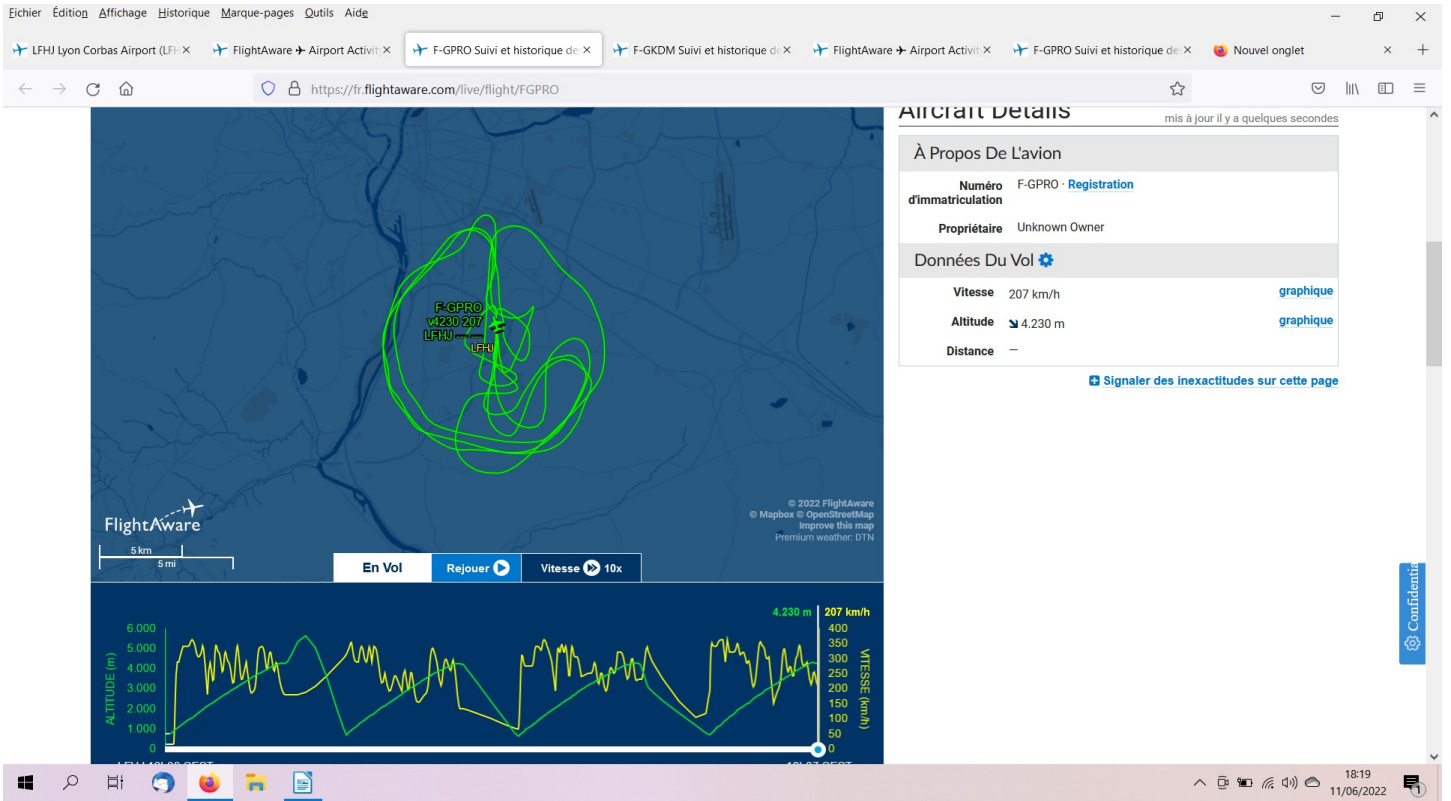 Fichier Édition Affichage Historique Marque-pages Outils Aide
LFHJ Lyon Corbas Airport (LFH
FlightAware ✈ Airport Activity
F-GPRO Suivi et historique de
F-GKDM Suivi et historique de
FlightAware ✈ Airport Activit
F-GPRO Suivi et historique de
Nouvel onglet
https://fr.flightaware.com/live/flight/FGPRO
Aircraft Details
mis à jour il y a quelques secondes
À Propos De L'avion
Numéro d'immatriculation F-GPRO · Registration
Propriétaire Unknown Owner
Données Du Vol
Vitesse 207 km/h graphique
Altitude 4.230 m graphique
Distance —
Signaler des inexactitudes sur cette page
F-GPRO
v4230 207
LFHJ
LFHJ
© 2022 FlightAware
© Mapbox © OpenStreetMap
Improve this map
Premium weather: DTN
FlightAware
5 km
5 mi
En Vol Rejouer Vitesse 10x
4.230 m 207 km/h
ALTITUDE (m)
6.000
5.000
4.000
3.000
2.000
1.000
0
400
350
300
250
200
150
100
50
0
VITESSE (km/h)
Confidentia
18:19
11/06/2022
1